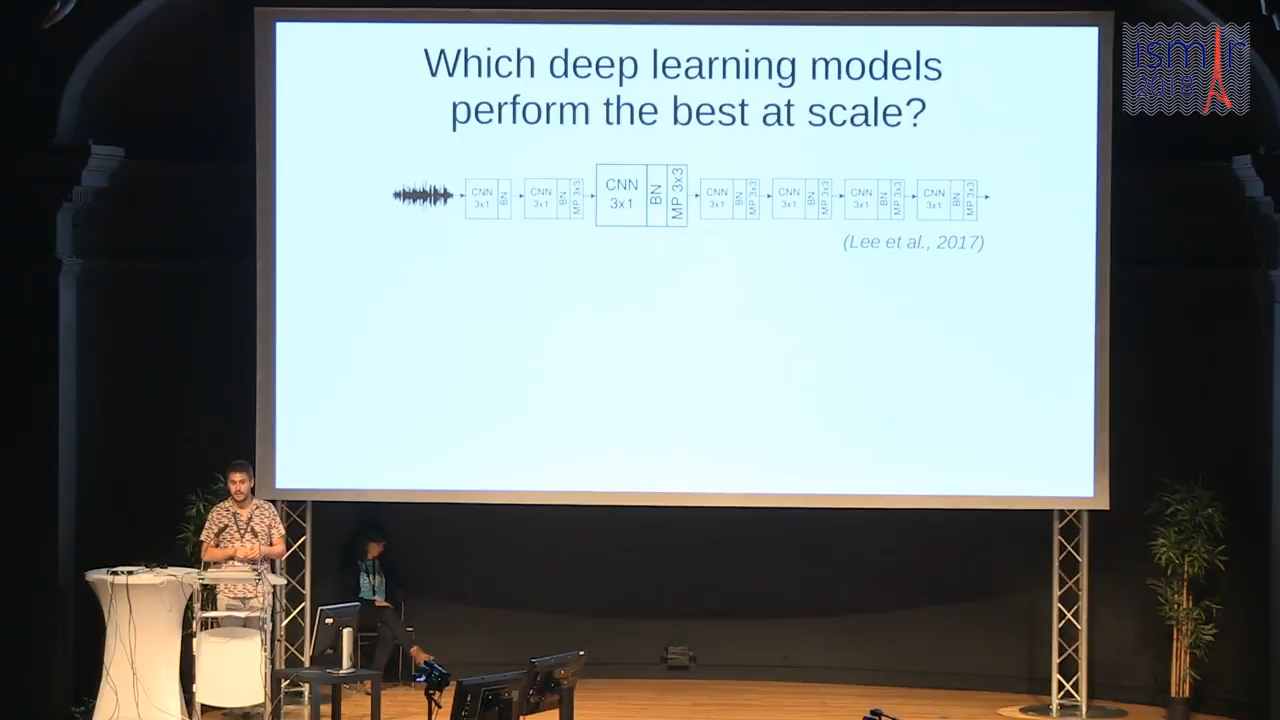 ismir
2018
Which deep learning models
perform the best at scale?
CNN
3x1
BN
CNN
3x1
BN
MP 3x3
CNN
3x1
BN
MP 3x3
CNN
3x1
BN
MP 3x3
CNN
3x1
BN
MP 3x3
CNN
3x1
BN
MP 3x3
CNN
3x1
BN
MP 3x3
(Lee et al., 2017)